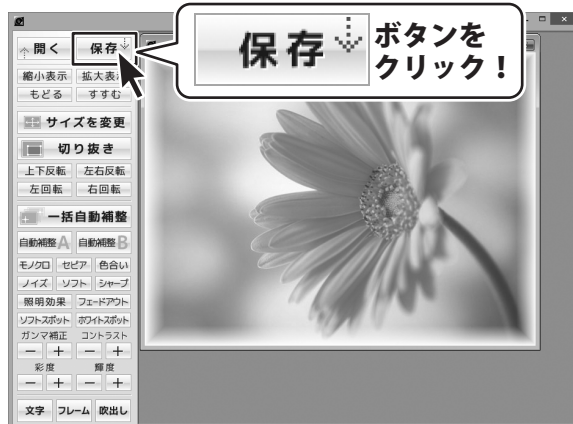 開く 保存
縮小表示 拡大表示
もどる すすむ
サイズを変更
切り抜き
上下反転 左右反転
左回転 右回転
一括自動補整
自動補整A 自動補整B
モノクロ セピア 色合い
ノイズ ソフト シャープ
照明効果 フェードアウト
ソフトスポット ホワイトスポット
ガンマ補正 コントラスト
− + − +
彩度 輝度
− + − +
文字 フレーム 吹出し
保存 ボタンを
クリック！